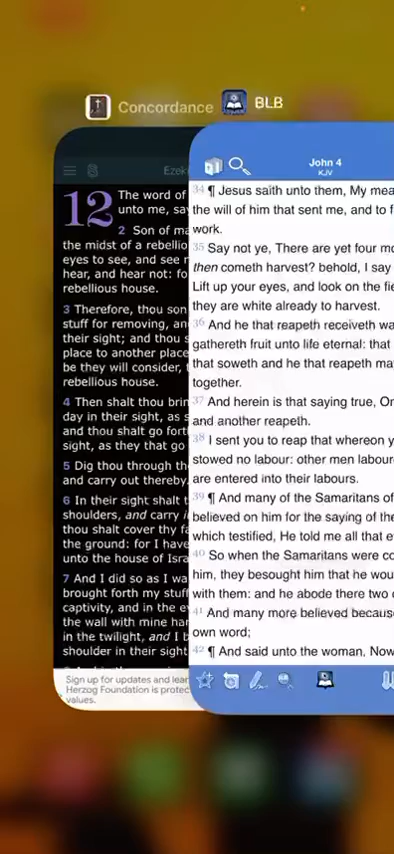 Concordance
BLB
Ezek
12 The word of
unto me, say
2 Son of ma
the midst of a rebellio
eyes to see, and see n
hear, and hear not: fo
rebellious house.
3 Therefore, thou son
stuff for removing, an
their sight; and thou s
place to another place
be they will consider,
rebellious house.
4 Then shalt thou brin
day in their sight, as s
and thou shalt go fort
sight, as they that go
5 Dig thou through th
and carry out thereby.
6 In their sight shalt t
shoulders, and carry i
thou shalt cover thy fa
the ground: for I have
unto the house of Isra
7 And I did so as I wa
brought forth my stuf
captivity, and in the e
the wall with mine har
in the twilight, and I b
shoulder in their sight
Sign up for updates and lear
Herzog Foundation is protec
values.
John 4
KJV
34 ¶ Jesus saith unto them, My mea
the will of him that sent me, and to f
work.
35 Say not ye, There are yet four mo
then cometh harvest? behold, I say
Lift up your eyes, and look on the fie
they are white already to harvest.
36 And he that reapeth receiveth wa
gathereth fruit unto life eternal: that
that soweth and he that reapeth ma
together.
37 And herein is that saying true, On
and another reapeth.
38 I sent you to reap that whereon y
stowed no labour: other men labour
are entered into their labours.
39 ¶ And many of the Samaritans of
believed on him for the saying of the
which testified, He told me all that e
40 So when the Samaritans were co
him, they besought him that he wou
with them: and he abode there two d
41 And many more believed becaus
own word;
42 ¶ And said unto the woman, Now